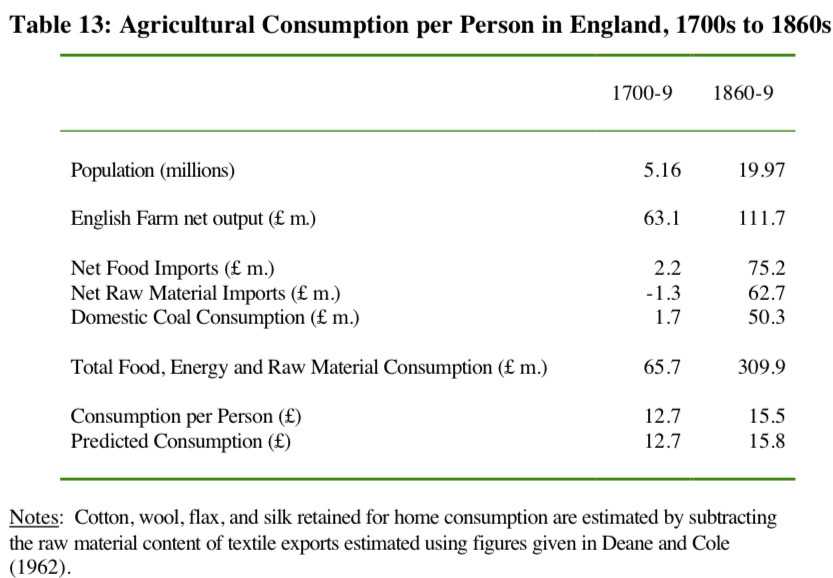 Table 13: Agricultural Consumption per Person in England, 1700s to 1860s
1700-9 1860-9
Population (millions) 5.16 19.97
English Farm net output (£ m.) 63.1 111.7
Net Food Imports (£ m.) 2.2 75.2
Net Raw Material Imports (£ m.) -1.3 62.7
Domestic Coal Consumption (£ m.) 1.7 50.3
Total Food, Energy and Raw Material Consumption (£ m.) 65.7 309.9
Consumption per Person (£) 12.7 15.5
Predicted Consumption (£) 12.7 15.8
Notes: Cotton, wool, flax, and silk retained for home consumption are estimated by subtracting
the raw material content of textile exports estimated using figures given in Deane and Cole
(1962).